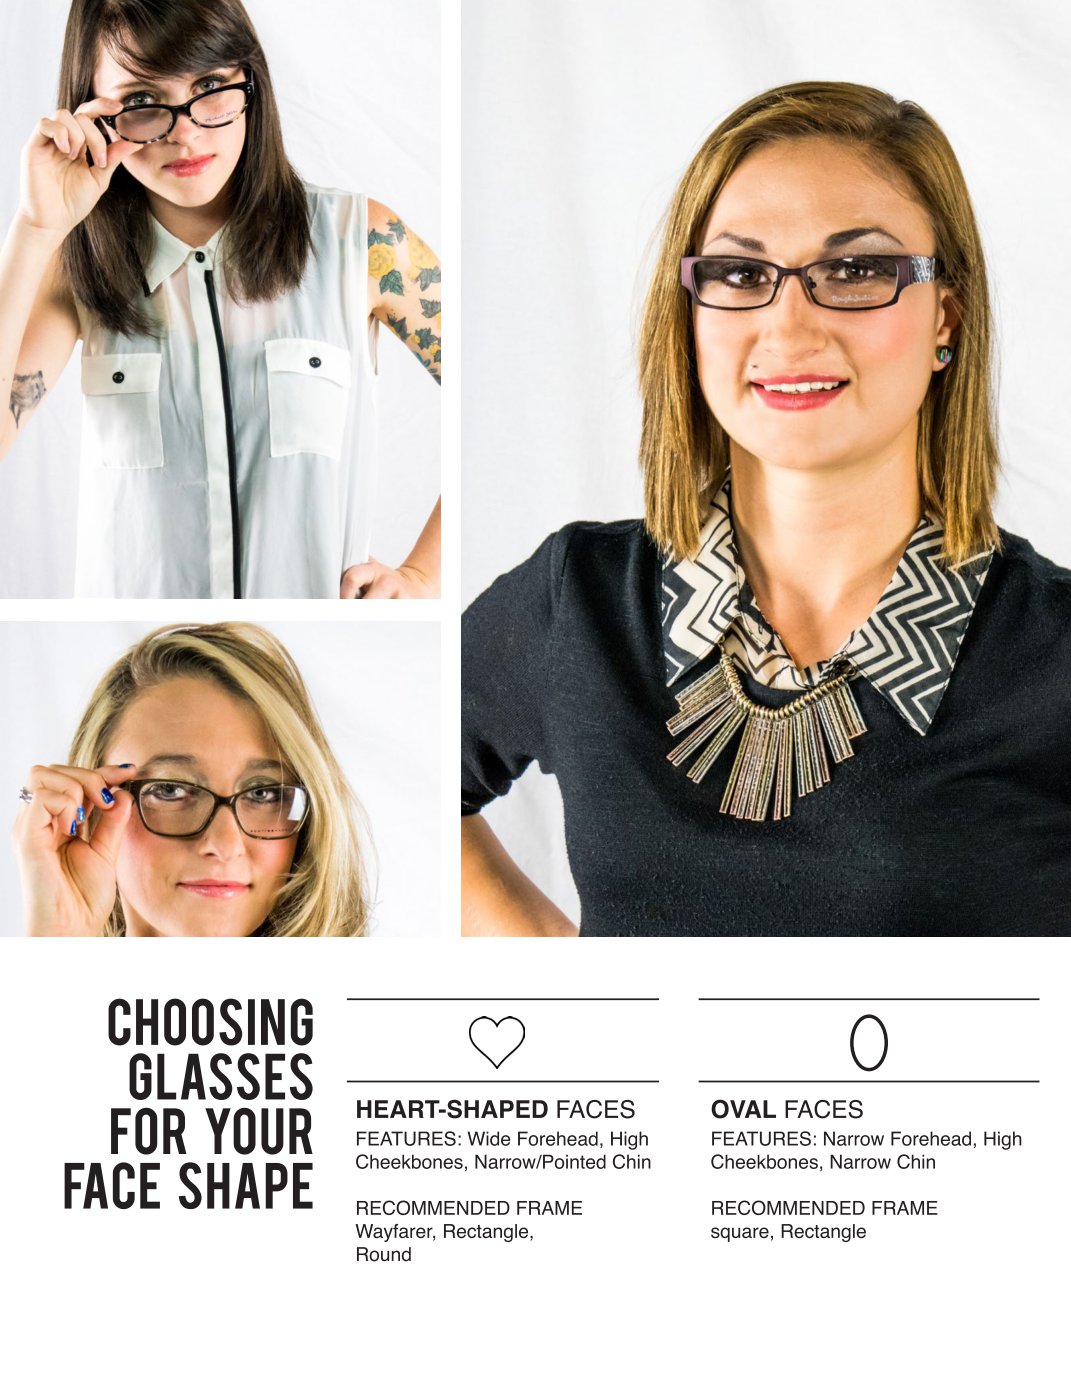 CHOOSING
GLASSES
FOR YOUR
FACE SHAPE
HEART-SHAPED FACES
FEATURES: Wide Forehead, High
Cheekbones, Narrow/Pointed Chin
RECOMMENDED FRAME
Wayfarer, Rectangle,
Round
OVAL FACES
FEATURES: Narrow Forehead, High
Cheekbones, Narrow Chin
RECOMMENDED FRAME
square, Rectangle